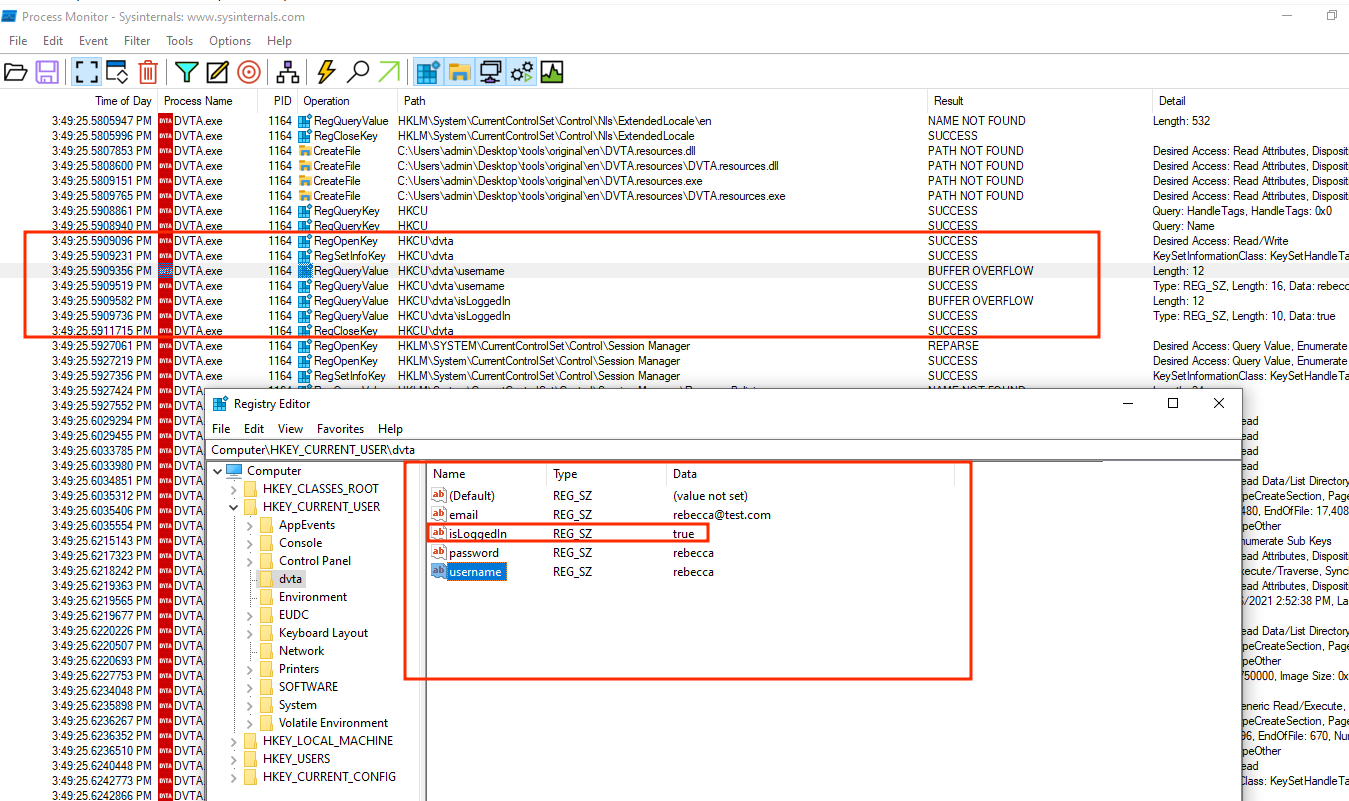 Process Monitor - Sysinternals: www.sysinternals.com
File Edit Event Filter Tools Options Help
Time of Day Process Name PID Operation Path Result Detail
3:49:25.5805947 PM DVTA.exe 1164 RegQueryValue HKLM\System\CurrentControlSet\Control\Nls\ExtendedLocale\en NAME NOT FOUND Length: 532
3:49:25.5805996 PM DVTA.exe 1164 RegCloseKey HKLM\System\CurrentControlSet\Control\Nls\ExtendedLocale SUCCESS
3:49:25.5807853 PM DVTA.exe 1164 CreateFile C:\Users\admin\Desktop\tools\original\en\DVTA.resources.dll PATH NOT FOUND Desired Access: Read Attributes, Dispositi
3:49:25.5808600 PM DVTA.exe 1164 CreateFile C:\Users\admin\Desktop\tools\original\en\DVTA.resources\DVTA.resources.dll PATH NOT FOUND Desired Access: Read Attributes, Dispositi
3:49:25.5809151 PM DVTA.exe 1164 CreateFile C:\Users\admin\Desktop\tools\original\en\DVTA.resources.exe PATH NOT FOUND Desired Access: Read Attributes, Dispositi
3:49:25.5809765 PM DVTA.exe 1164 CreateFile C:\Users\admin\Desktop\tools\original\en\DVTA.resources\DVTA.resources.exe PATH NOT FOUND Desired Access: Read Attributes, Dispositi
3:49:25.5908861 PM DVTA.exe 1164 RegQueryKey HKCU SUCCESS Query: HandleTags, HandleTags: 0x0
3:49:25.5908940 PM DVTA.exe 1164 RegQueryKey HKCU SUCCESS Query: Name
3:49:25.5909096 PM DVTA.exe 1164 RegOpenKey HKCU\dvta SUCCESS Desired Access: Read/Write
3:49:25.5909231 PM DVTA.exe 1164 RegSetInfoKey HKCU\dvta SUCCESS KeySetInformationClass: KeySetHandleTa
3:49:25.5909356 PM DVTA.exe 1164 RegQueryValue HKCU\dvta\username BUFFER OVERFLOW Length: 12
3:49:25.5909519 PM DVTA.exe 1164 RegQueryValue HKCU\dvta\username SUCCESS Type: REG_SZ, Length: 16, Data: rebecc
3:49:25.5909582 PM DVTA.exe 1164 RegQueryValue HKCU\dvta\isLoggedIn BUFFER OVERFLOW Length: 12
3:49:25.5909736 PM DVTA.exe 1164 RegQueryValue HKCU\dvta\isLoggedIn SUCCESS Type: REG_SZ, Length: 10, Data: true
3:49:25.5911715 PM DVTA.exe 1164 RegCloseKey HKCU\dvta SUCCESS
3:49:25.5927061 PM DVTA.exe 1164 RegOpenKey HKLM\SYSTEM\CurrentControlSet\Control\Session Manager REPARSE Desired Access: Query Value, Enumerate
3:49:25.5927219 PM DVTA.exe 1164 RegOpenKey HKLM\System\CurrentControlSet\Control\Session Manager SUCCESS Desired Access: Query Value, Enumerate
3:49:25.5927356 PM DVTA.exe 1164 RegSetInfoKey HKLM\System\CurrentControlSet\Control\Session Manager SUCCESS KeySetInformationClass: KeySetHandleTa
3:49:25.5927424 PM DVTA
3:49:25.5927552 PM DVTA
3:49:25.6029294 PM DVTA ead
3:49:25.6029455 PM DVTA ead
3:49:25.6033785 PM DVTA ead
3:49:25.6033980 PM DVTA ead
3:49:25.6034851 PM DVTA ead Data/List Directory
3:49:25.6035312 PM DVTA peCreateSection, Page
3:49:25.6035406 PM DVTA 480, EndOfFile: 17,408
3:49:25.6035554 PM DVTA peOther
3:49:25.6215143 PM DVTA numerate Sub Keys
3:49:25.6217323 PM DVTA ead Attributes, Dispositi
3:49:25.6218242 PM DVTA xecute/Traverse, Sync
3:49:25.6219363 PM DVTA ead Attributes, Dispositi
3:49:25.6219565 PM DVTA /2021 2:52:38 PM, La
3:49:25.6219677 PM DVTA
3:49:25.6220226 PM DVTA ead Data/List Directory
3:49:25.6220507 PM DVTA peCreateSection, Page
3:49:25.6220693 PM DVTA peOther
3:49:25.6227753 PM DVTA 750000, Image Size: 0x
3:49:25.6234048 PM DVTA
3:49:25.6235898 PM DVTA eneric Read/Execute,
3:49:25.6236267 PM DVTA peCreateSection, Page
3:49:25.6236352 PM DVTA 96, EndOfFile: 670, Nu
3:49:25.6236510 PM DVTA peOther
3:49:25.6240448 PM DVTA ead
3:49:25.6242773 PM DVTA Class: KeySetHandleTa
3:49:25.6242866 PM DVTA
Registry Editor
File Edit View Favorites Help
Computer\HKEY_CURRENT_USER\dvta
Computer
HKEY_CLASSES_ROOT
HKEY_CURRENT_USER
AppEvents
Console
Control Panel
dvta
Environment
EUDC
Keyboard Layout
Network
Printers
SOFTWARE
System
Volatile Environment
HKEY_LOCAL_MACHINE
HKEY_USERS
HKEY_CURRENT_CONFIG
Name Type Data
(Default) REG_SZ (value not set)
email REG_SZ rebecca@test.com
isLoggedIn REG_SZ true
password REG_SZ rebecca
username REG_SZ rebecca